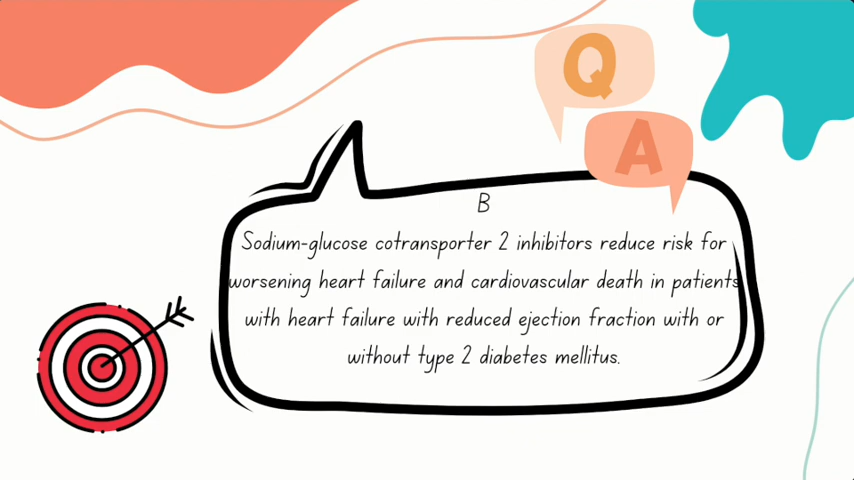 Q
A
B
Sodium-glucose cotransporter 2 inhibitors reduce risk for
worsening heart failure and cardiovascular death in patients
with heart failure with reduced ejection fraction with or
without type 2 diabetes mellitus.